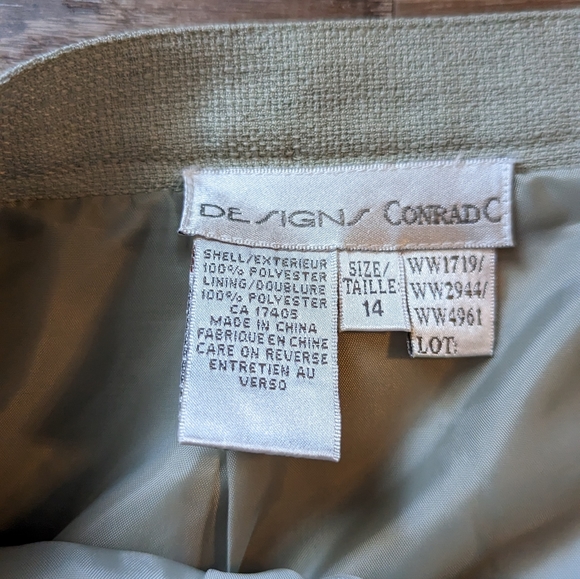 DESIGNS CONRAD C
SHELL/EXTERIEUR
100% POLYESTER
LINING/DOUBLURE
100% POLYESTER
CA 17405
MADE IN CHINA
FABRIQUE EN CHINE
CARE ON REVERSE
ENTRETIEN AU
VERSO
SIZE/
TAILLE
14
WW1719/
WW2944/
WW4961
LOT: